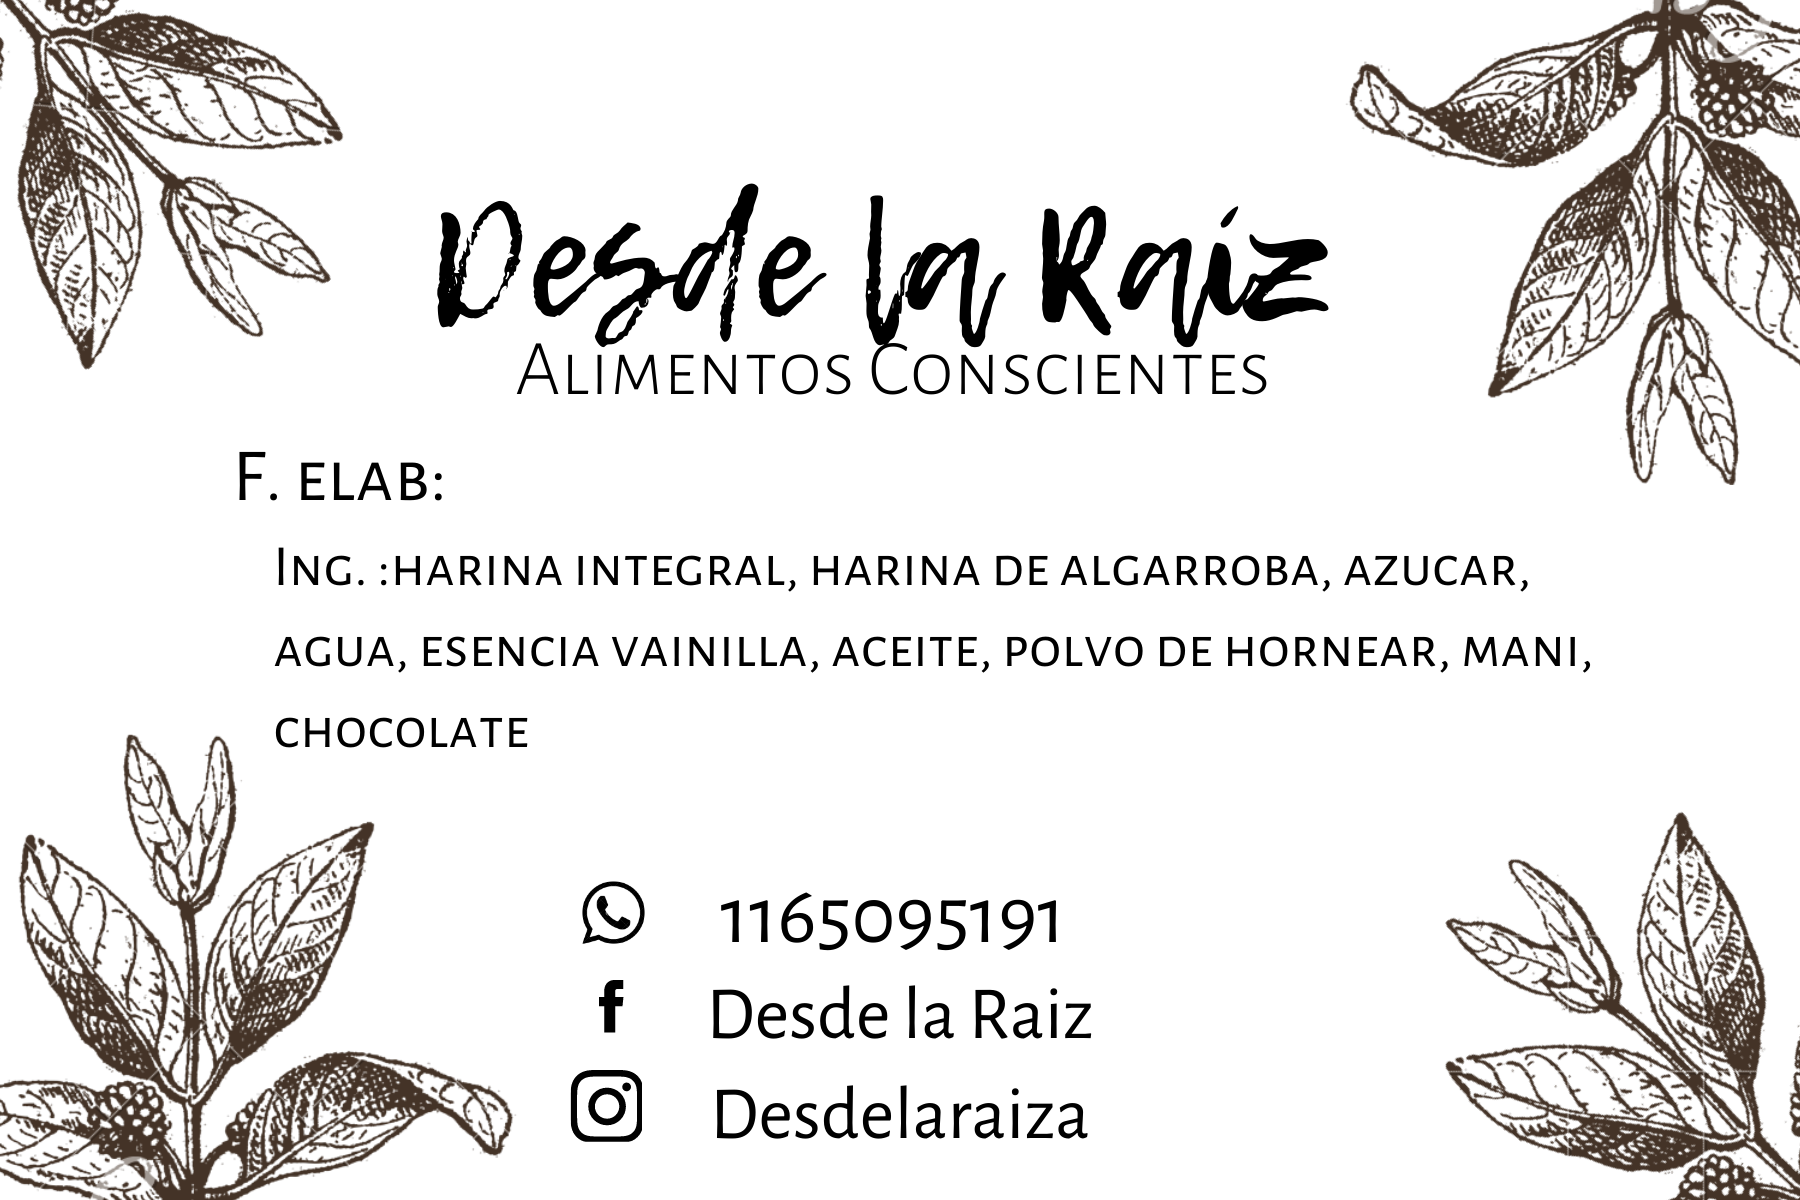 Desde la Raíz
Alimentos Conscientes
F. elab:
Ing. :harina integral, harina de algarroba, azucar,
agua, esencia vainilla, aceite, polvo de hornear, mani,
chocolate
1165095191
Desde la Raiz
Desdelaraiza